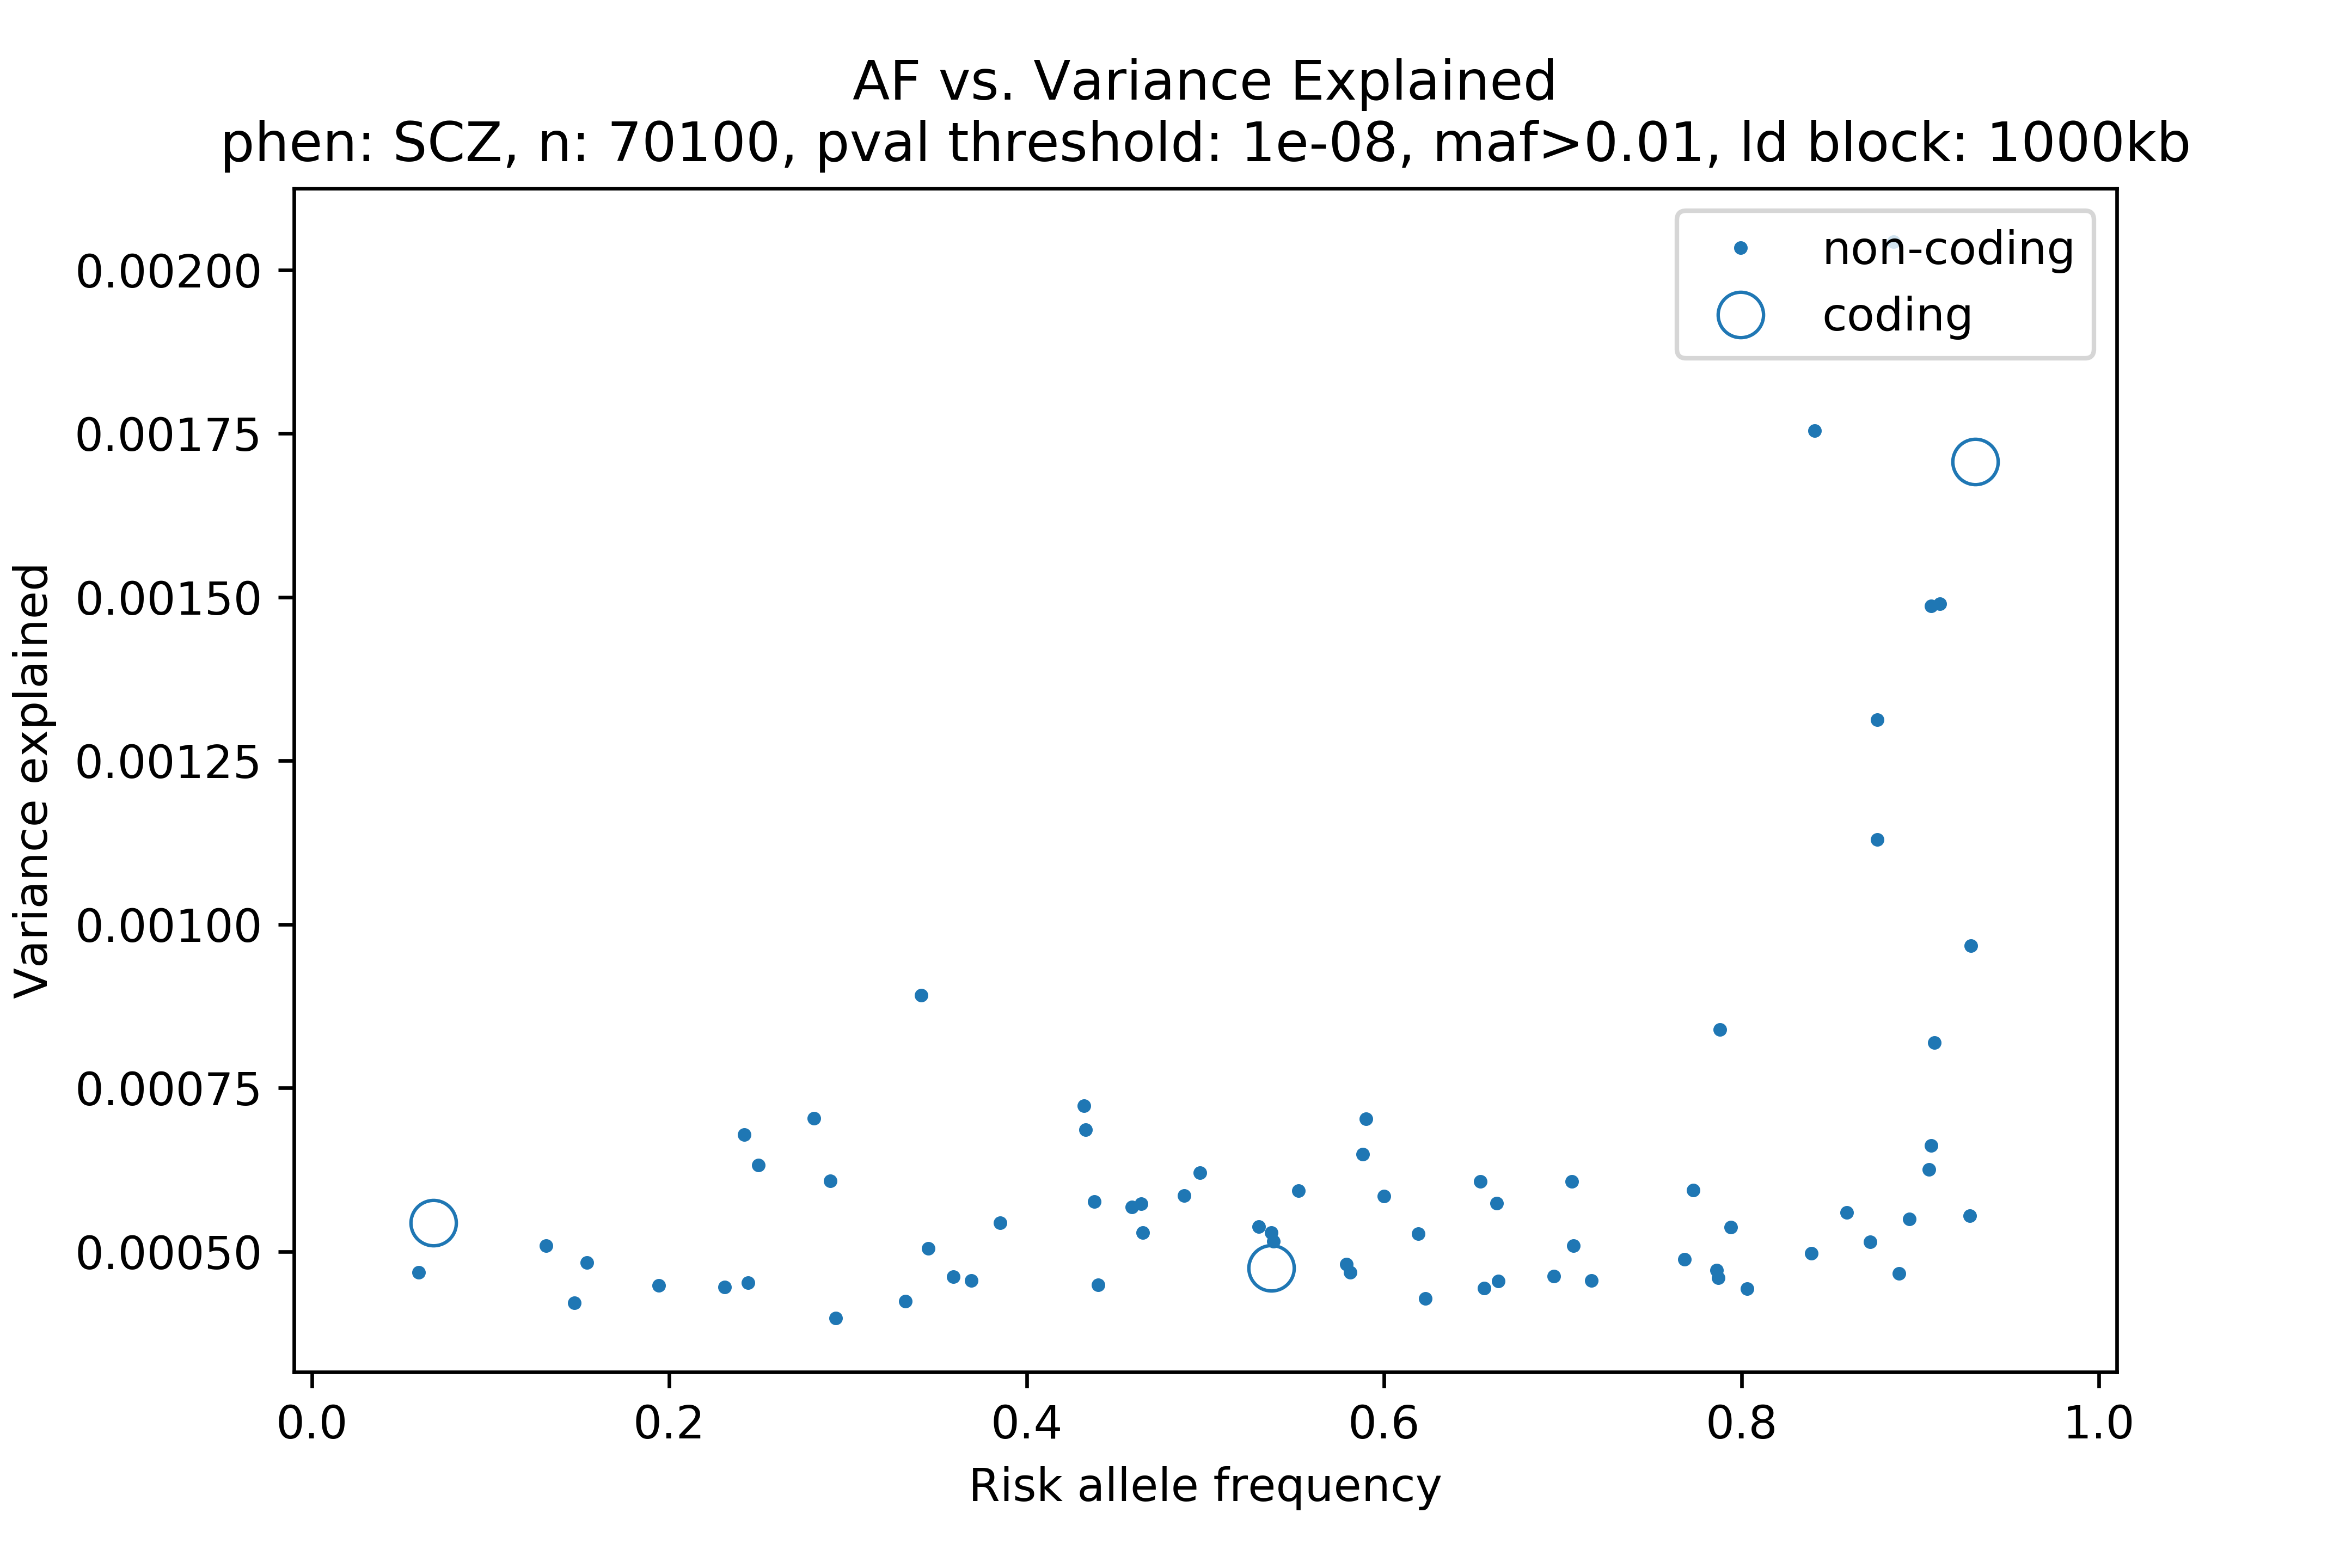 AF vs. Variance Explained
phen: SCZ, n: 70100, pval threshold: 1e-08, maf>0.01, ld block: 1000kb
non-coding
coding
0.00200
0.00175
0.00150
0.00125
0.00100
0.00075
0.00050
Variance explained
0.0 0.2 0.4 0.6 0.8 1.0
Risk allele frequency